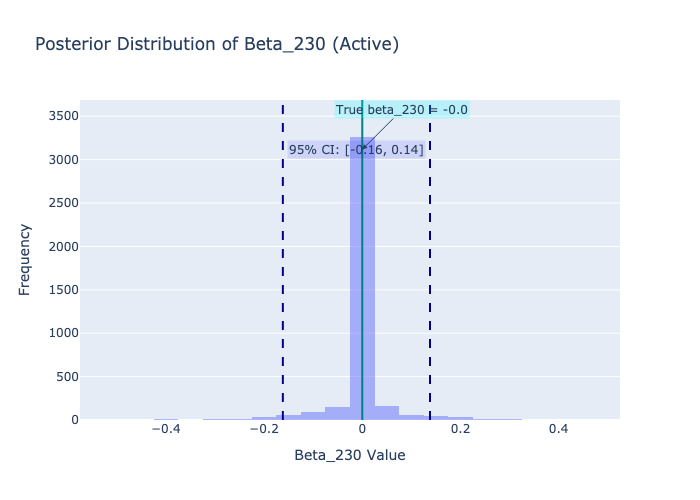 Posterior Distribution of Beta_230 (Active)
True beta_230 = -0.0
95% CI: [-0.16, 0.14]
3500
3000
2500
2000
1500
1000
500
0
Frequency
−0.4
−0.2
0
0.2
0.4
Beta_230 Value